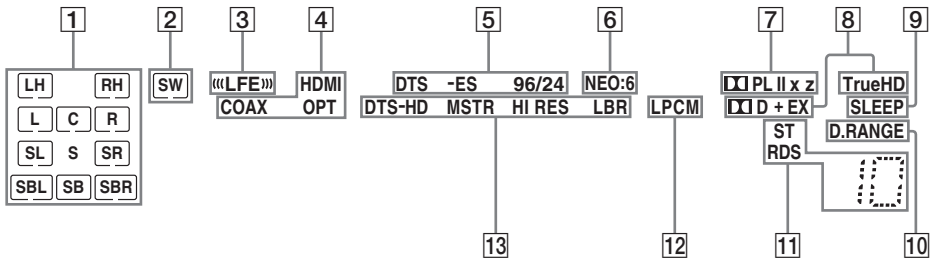 1 2 3 4 5 6 7 8 9
LH RH SW (((LFE))) HDMI DTS -ES 96/24 NEO:6 PL II x z TrueHD
L C R COAX OPT DTS-HD MSTR HI RES LBR LPCM D + EX SLEEP
SL S SR ST D.RANGE
RDS
SBL SB SBR 10
13 12 11 10